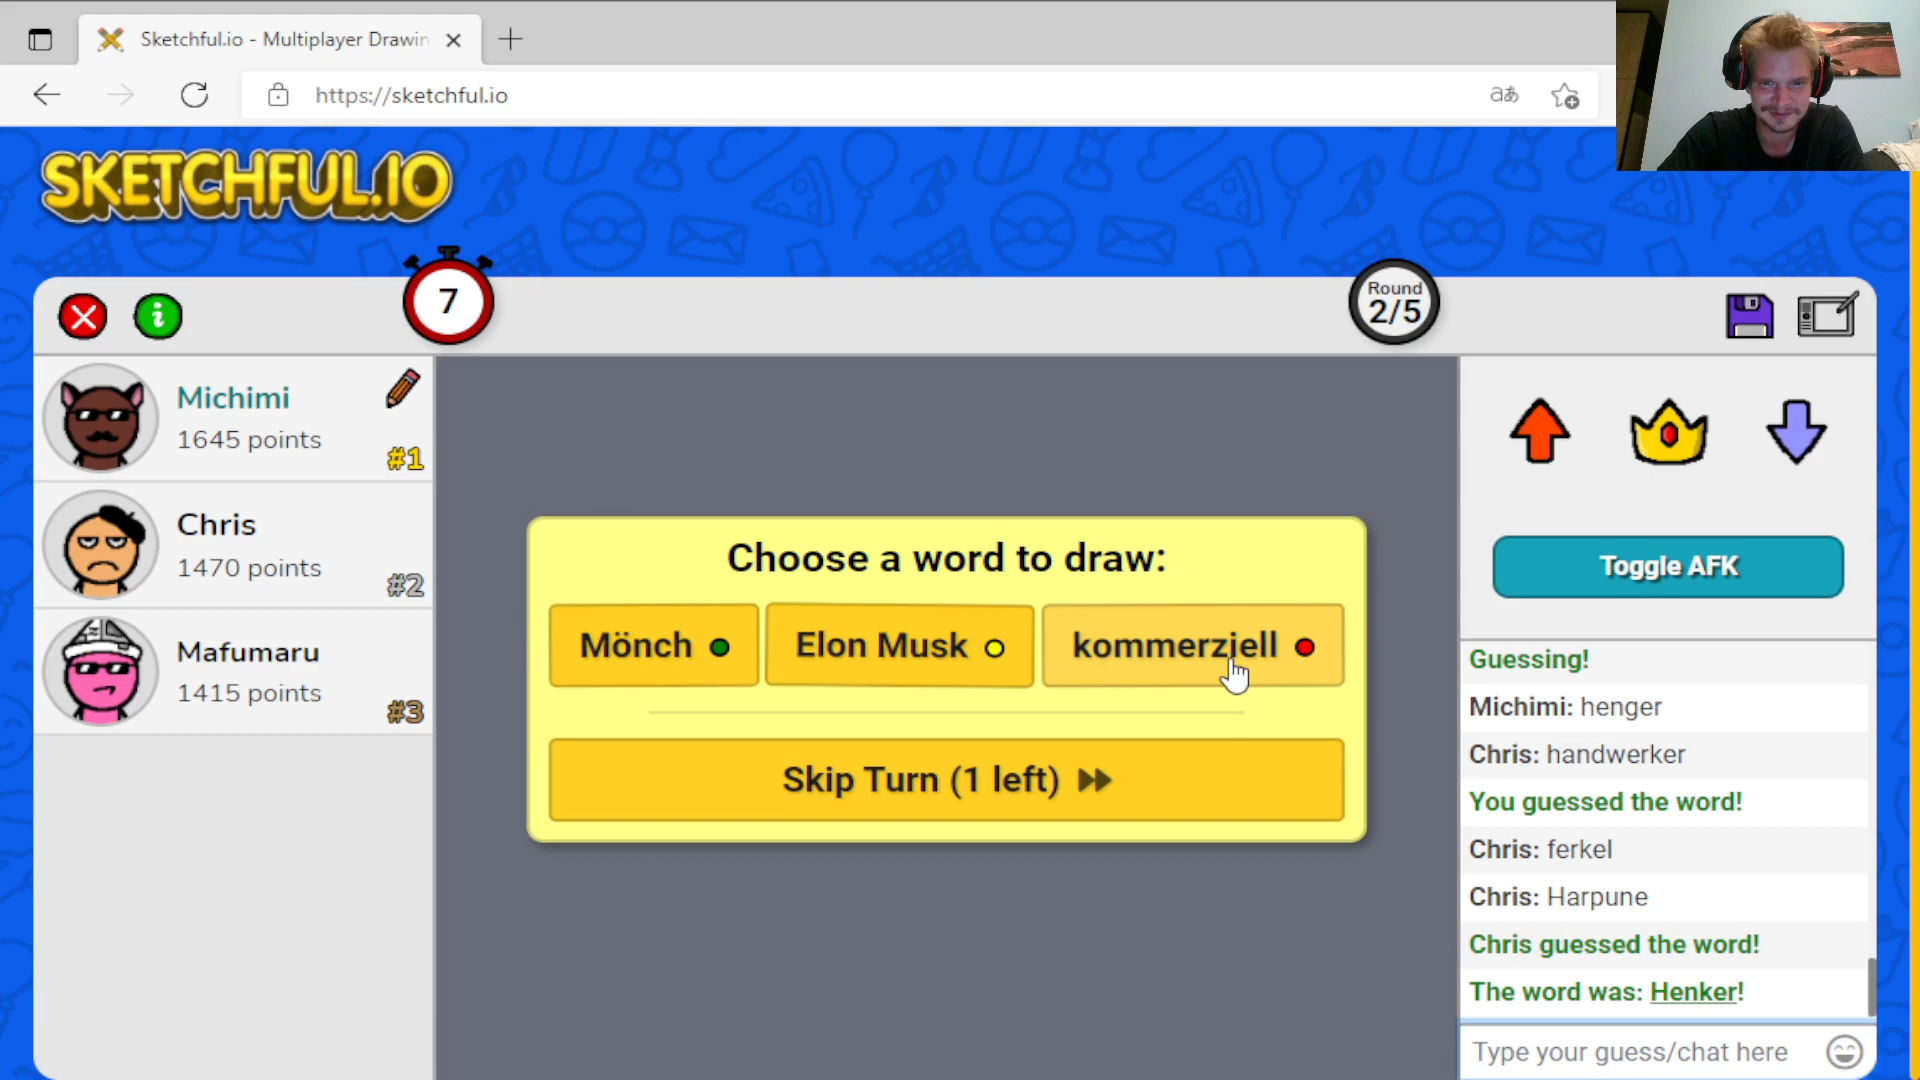 Sketchful.io - Multiplayer Drawin
https://sketchful.io
aあ
SKETCHFUL.IO
7
Round
2/5
Michimi
1645 points
#1
Chris
1470 points
#2
Mafumaru
1415 points
#3
Choose a word to draw:
Mönch
Elon Musk
kommerziell
Skip Turn (1 left)
Toggle AFK
Guessing!
Michimi: henger
Chris: handwerker
You guessed the word!
Chris: ferkel
Chris: Harpune
Chris guessed the word!
The word was: Henker!
Type your guess/chat here